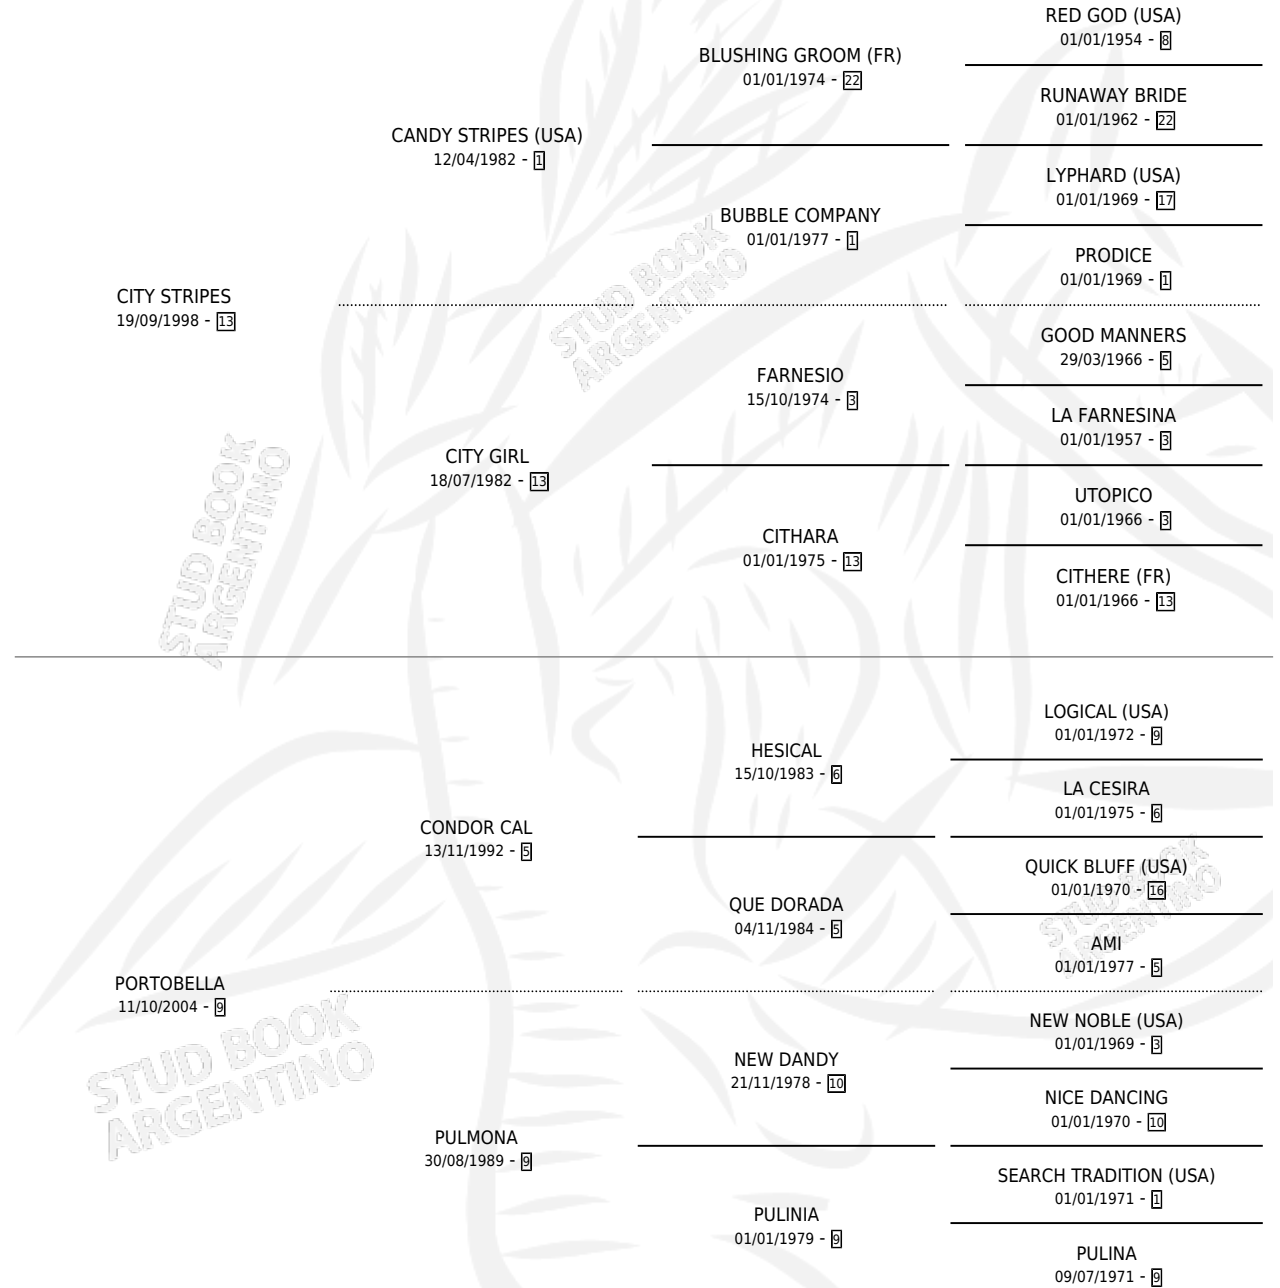 RED GOD (USA)
01/01/1954 - 8
BLUSHING GROOM (FR)
01/01/1974 - 22
RUNAWAY BRIDE
01/01/1962 - 22
CANDY STRIPES (USA)
12/04/1982 - 1
LYPHARD (USA)
01/01/1969 - 17
BUBBLE COMPANY
01/01/1977 - 1
PRODICE
01/01/1969 - 1
CITY STRIPES
19/09/1998 - 13
STUD BOOK
ARGENTINO
GOOD MANNERS
29/03/1966 - 5
FARNESIO
15/10/1974 - 3
LA FARNESINA
01/01/1957 - 3
CITY GIRL
18/07/1982 - 13
UTOPICO
01/01/1966 - 3
CITHARA
01/01/1975 - 13
CITHERE (FR)
01/01/1966 - 13
STUD BOOK
ARGENTINO
LOGICAL (USA)
01/01/1972 - 9
HESICAL
15/10/1983 - 6
LA CESIRA
01/01/1975 - 6
CONDOR CAL
13/11/1992 - 5
QUICK BLUFF (USA)
01/01/1970 - 16
QUE DORADA
04/11/1984 - 5
STUD BOOK
ARGENTINO
AMI
01/01/1977 - 5
PORTOBELLA
11/10/2004 - 9
NEW NOBLE (USA)
01/01/1969 - 3
NEW DANDY
21/11/1978 - 10
STUD BOOK
ARGENTINO
NICE DANCING
01/01/1970 - 10
PULMONA
30/08/1989 - 9
SEARCH TRADITION (USA)
01/01/1971 - 1
PULINIA
01/01/1979 - 9
PULINA
09/07/1971 - 9